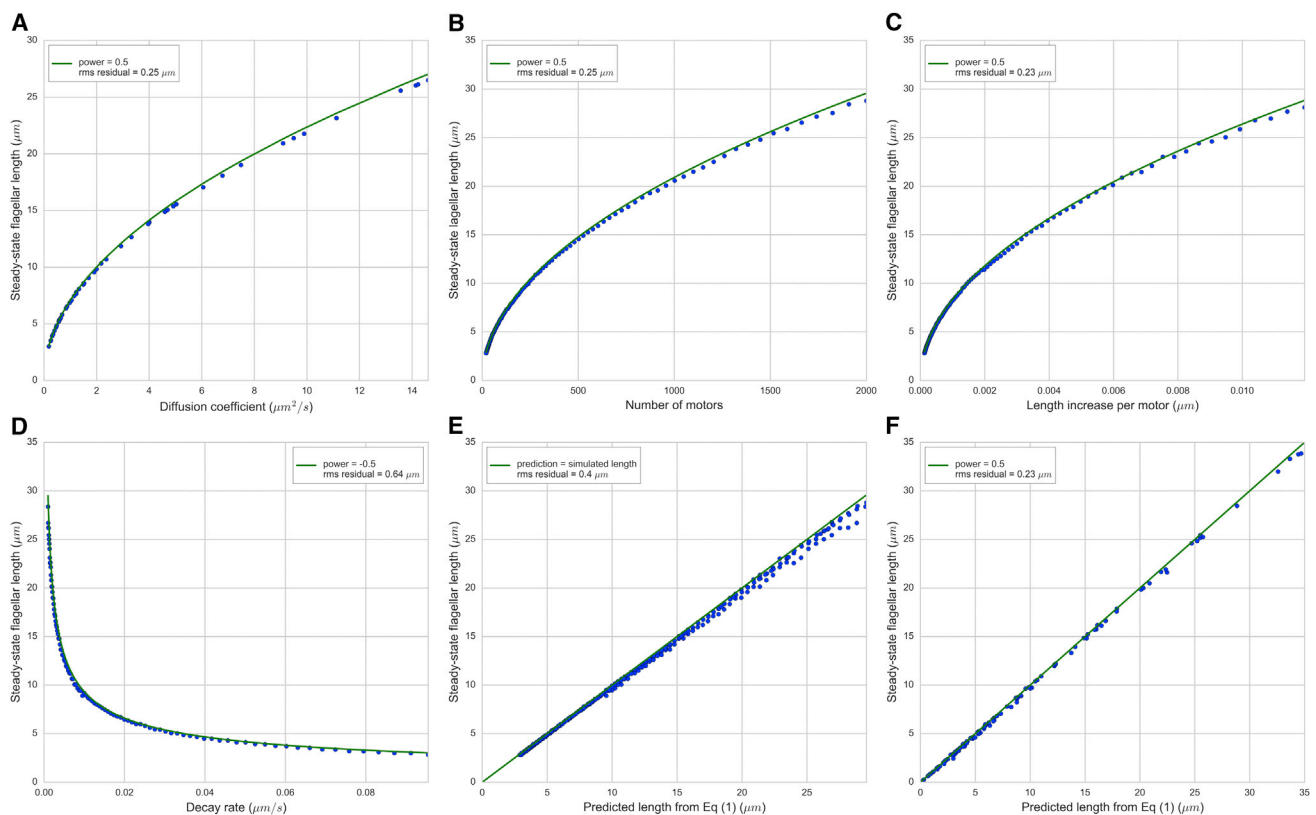 A
30
25
20
15
10
5
0
Steady-state flagellar length (μm)
power = 0.5
rms residual = 0.25 μm
0 2 4 6 8 10 12 14
Diffusion coefficient (μm²/s)
B
35
30
25
20
15
10
5
0
Steady-state lagellar length (μm)
power = 0.5
rms residual = 0.25 μm
0 500 1000 1500 2000
Number of motors
C
35
30
25
20
15
10
5
0
Steady-state flagellar length (μm)
power = 0.5
rms residual = 0.23 μm
0.000 0.002 0.004 0.006 0.008 0.010
Length increase per motor (μm)
D
35
30
25
20
15
10
5
0
Steady-state flagellar length (μm)
power = -0.5
rms residual = 0.64 μm
0.00 0.02 0.04 0.06 0.08
Decay rate (μm/s)
E
35
30
25
20
15
10
5
0
Steady-state flagellar length (μm)
prediction = simulated length
rms residual = 0.4 μm
0 5 10 15 20 25
Predicted length from Eq (1) (μm)
F
35
30
25
20
15
10
5
0
Steady-state flagellar length (μm)
power = 0.5
rms residual = 0.23 μm
0 5 10 15 20 25 30 35
Predicted length from Eq (1) (μm)